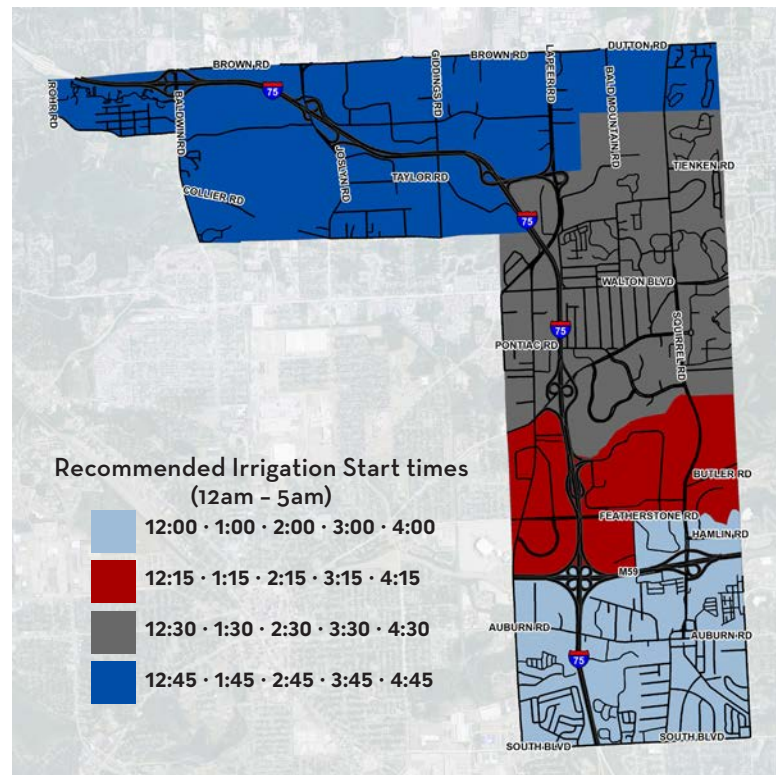 DUTTON RD
BROWN RD
BROWN RD
75
ROHR RD
BALDWIN RD
GIDDINGS RD
LAPEER RD
BALD MOUNTAIN RD
JOSLYN RD
TIENKEN RD
TAYLOR RD
COLLIER RD
75
WALTON BLVD
75
PONTIAC RD
SQUIRREL RD
Recommended Irrigation Start times
(12am – 5am)
12:00 · 1:00 · 2:00 · 3:00 · 4:00
12:15 · 1:15 · 2:15 · 3:15 · 4:15
12:30 · 1:30 · 2:30 · 3:30 · 4:30
12:45 · 1:45 · 2:45 · 3:45 · 4:45
BUTLER RD
FEATHERSTONE RD
HAMLIN RD
M59
AUBURN RD
AUBURN RD
75
SOUTH BLVD
SOUTH BLVD